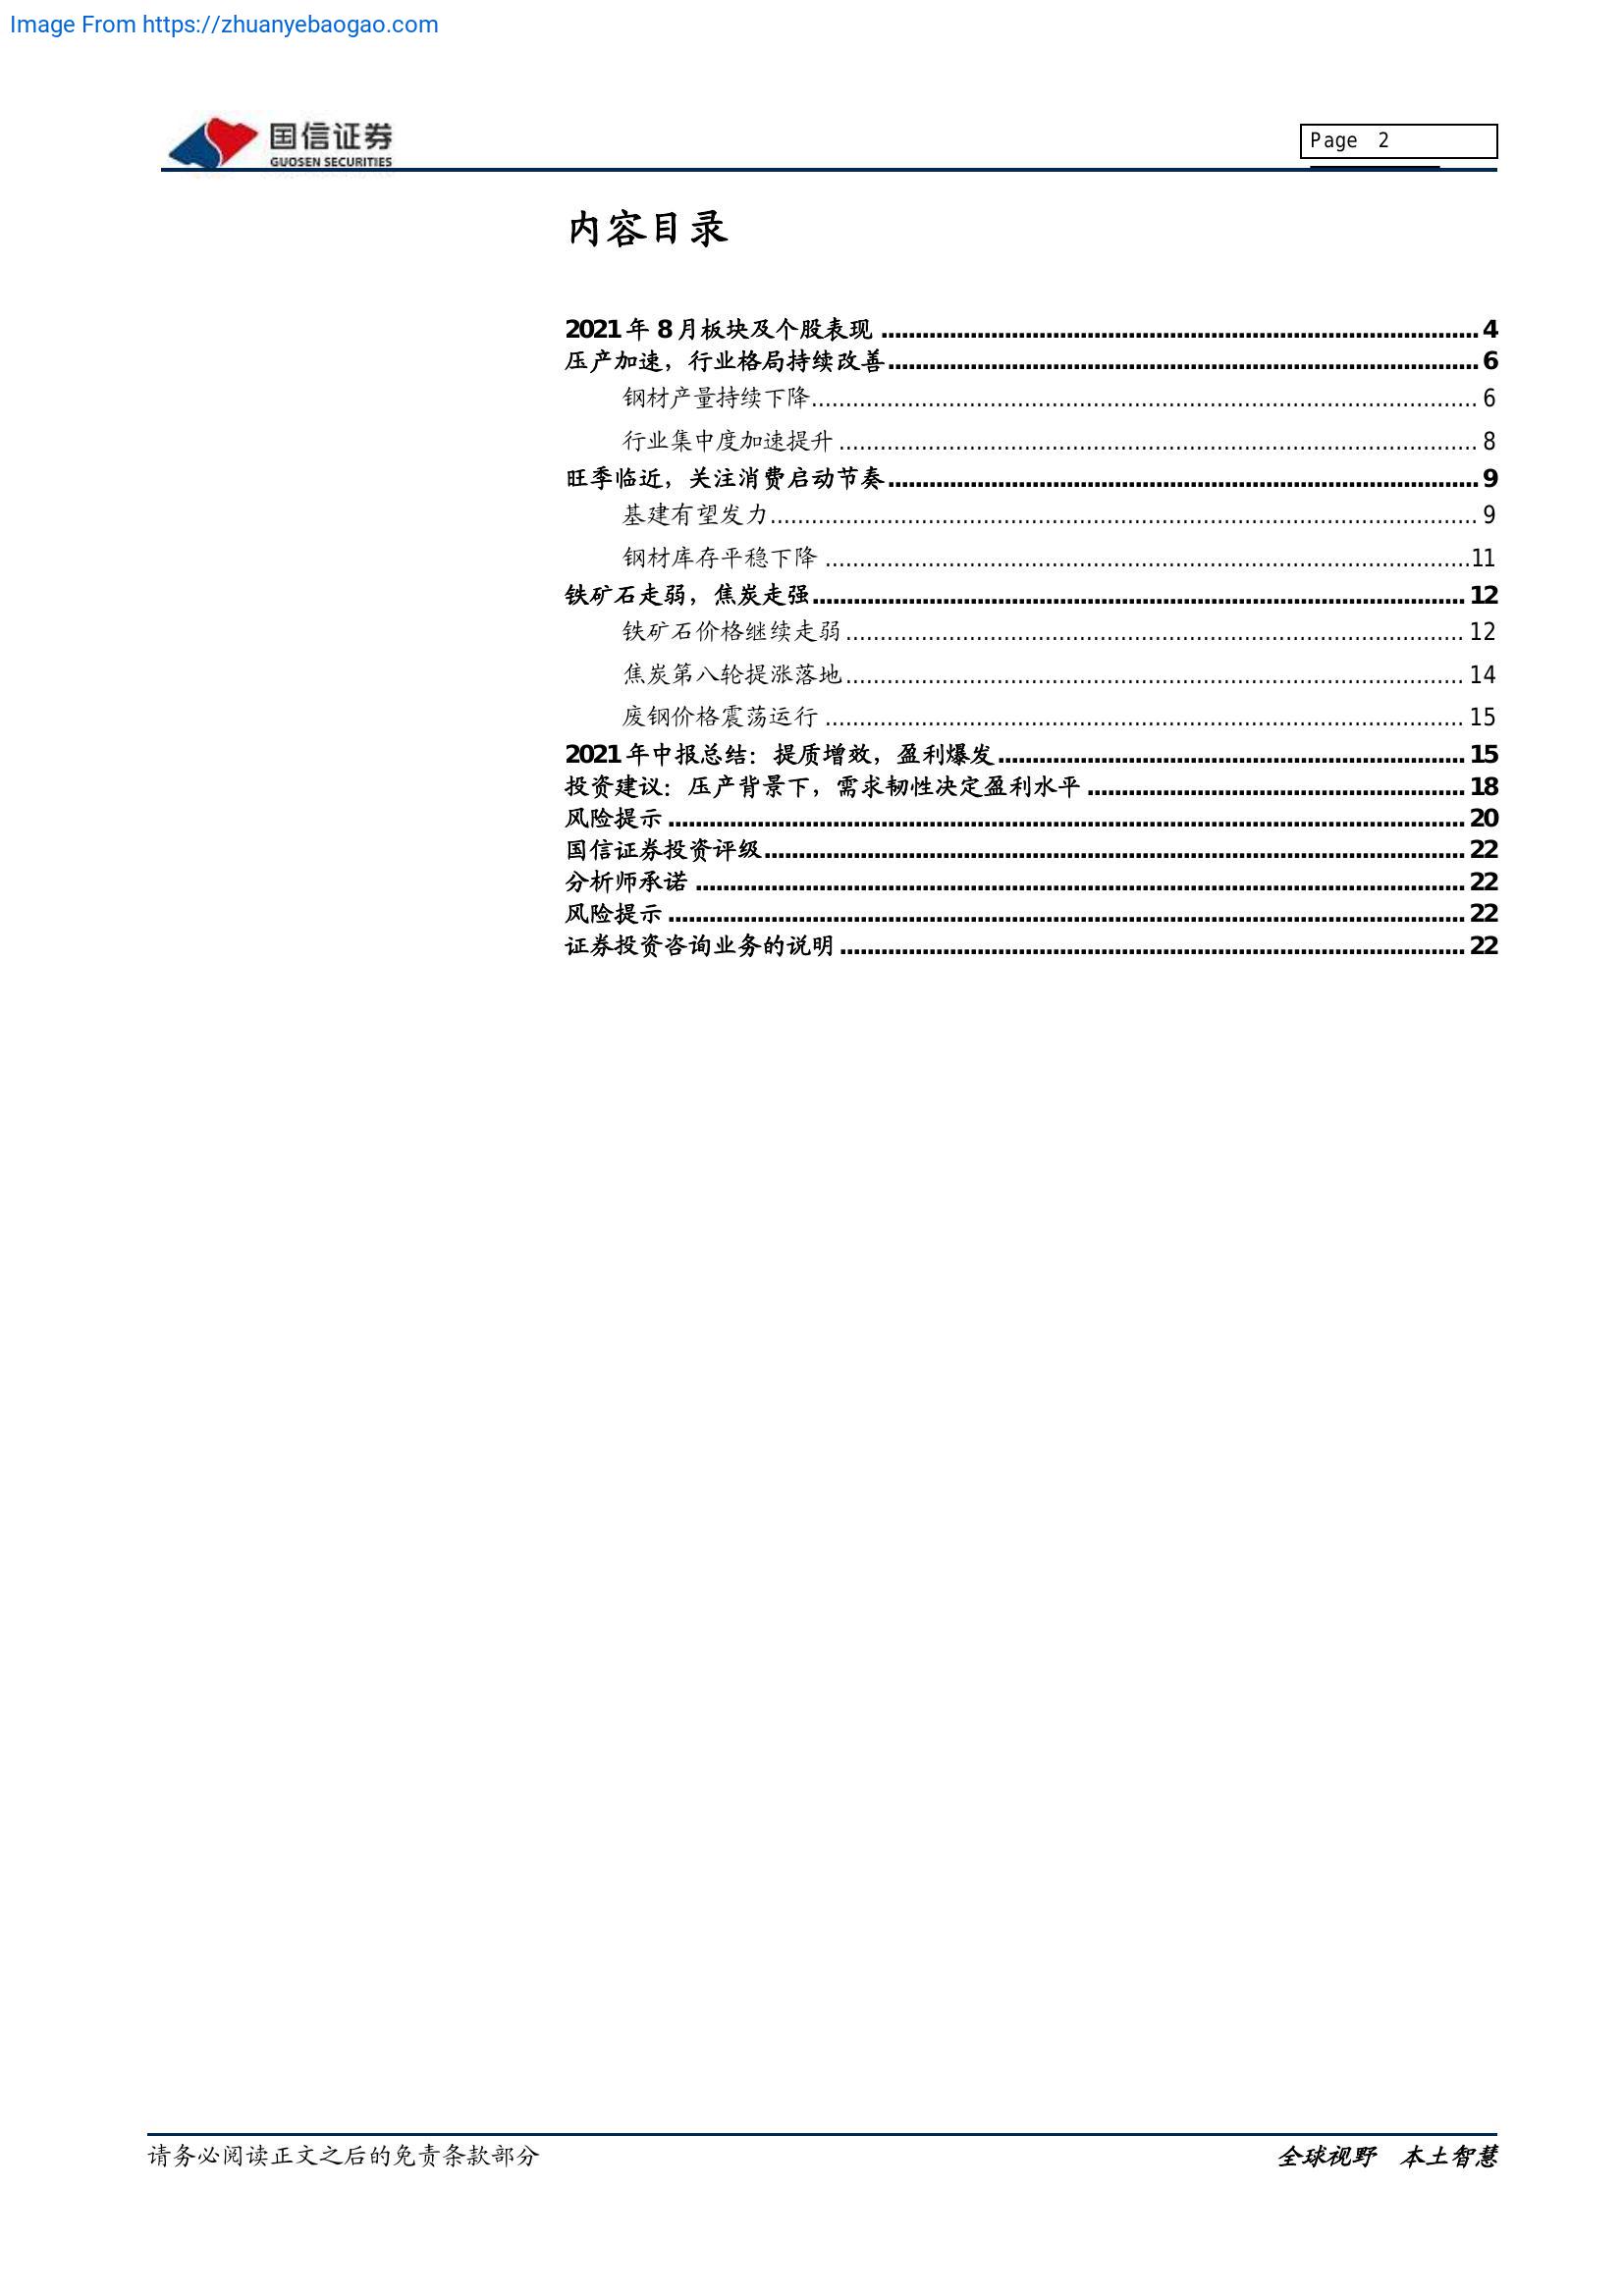 Image From https://zhuanyebaogao.com
国信证券
GUOSEN SECURITIES
Page 2
内容目录
2021 年 8 月板块及个股表现 4
压产加速，行业格局持续改善 6
钢材产量持续下降 6
行业集中度加速提升 8
旺季临近，关注消费启动节奏 9
基建有望发力 9
钢材库存平稳下降 11
铁矿石走弱，焦炭走强 12
铁矿石价格继续走弱 12
焦炭第八轮提涨落地 14
废钢价格震荡运行 15
2021 年中报总结：提质增效，盈利爆发 15
投资建议：压产背景下，需求韧性决定盈利水平 18
风险提示 20
国信证券投资评级 22
分析师承诺 22
风险提示 22
证券投资咨询业务的说明 22
请务必阅读正文之后的免责条款部分
全球视野 本土智慧